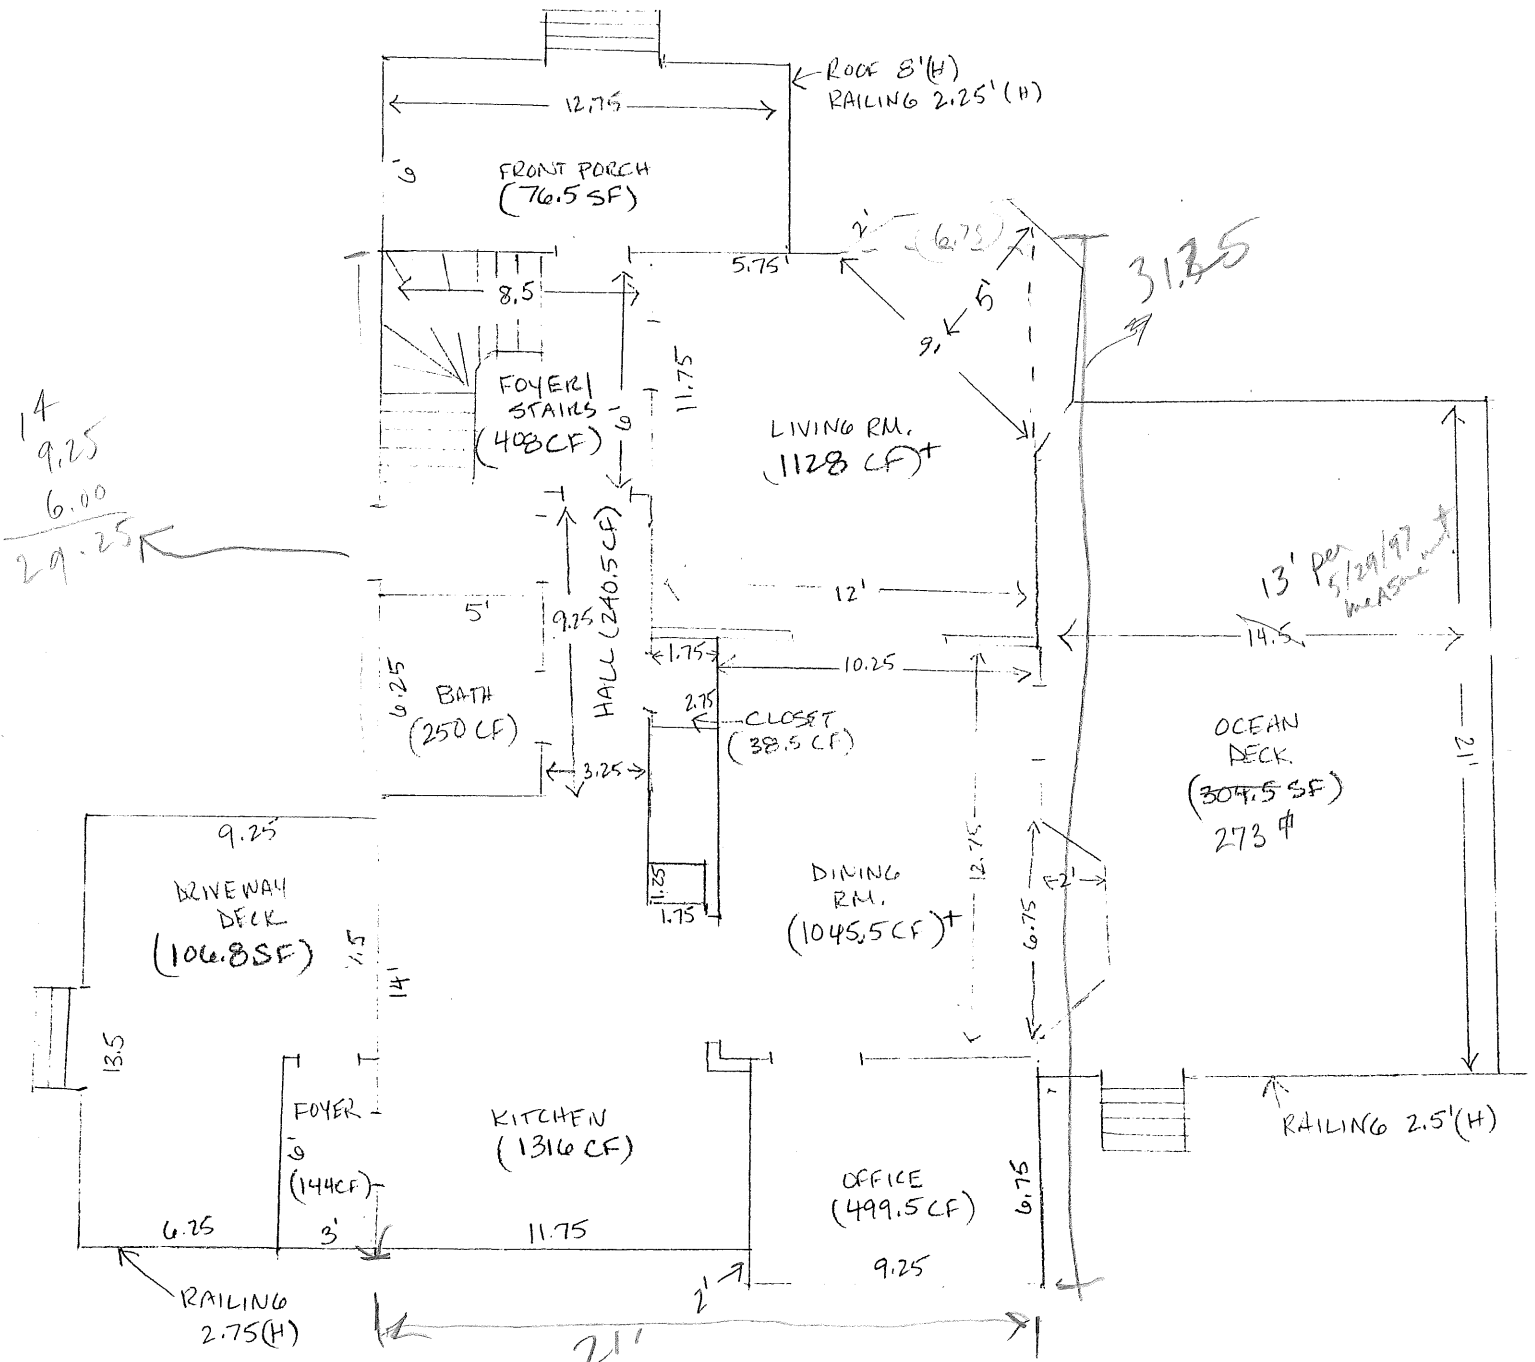 ROOF 8'(H)
RAILING 2.25'(H)
12.75
6'
FRONT PORCH
(76.5 SF)
2'
(6.75)
5.75'
31.25
8.5
5'
9'
11.75
FOYER/
STAIRS
(408 CF)
6'
LIVING RM.
(1128 CF)+
14
9.25
6.00
29.25
13' per
5/29/97
measurem't
12'
14.5
5'
9.25
HALL (240.5 CF)
1.75
10.25
6.25
BATH
(250 CF)
2.75
CLOSET
(38.5 CF)
3.25
OCEAN
DECK
(304.5 SF)
273
21'
9.25
DRIVEWAY
DECK
(106.8 SF)
7.5
14'
1.25
1.75
DINING
RM.
(1045.5 CF)+
12.75
2'
6.75
13.5
FOYER
6'
(144 CF)
KITCHEN
(1316 CF)
RAILING 2.5'(H)
OFFICE
(499.5 CF)
6.75
6.25
3'
11.75
9.25
2'
RAILING
2.75(H)
21'